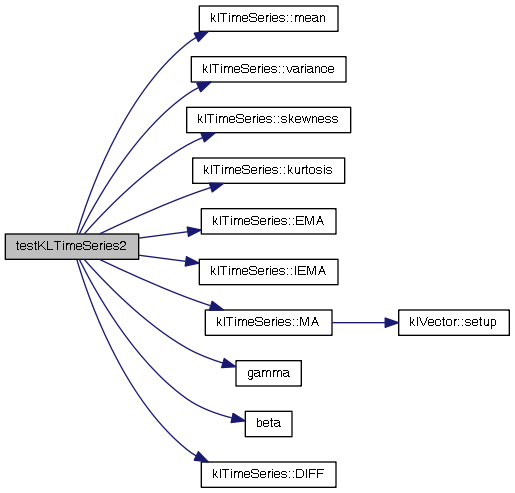 klTimeSeries::mean
klTimeSeries::variance
klTimeSeries::skewness
klTimeSeries::kurtosis
klTimeSeries::EMA
testKLTimeSeries2
klTimeSeries::IEMA
klTimeSeries::MA
klVector::setup
gamma
beta
klTimeSeries::DIFF